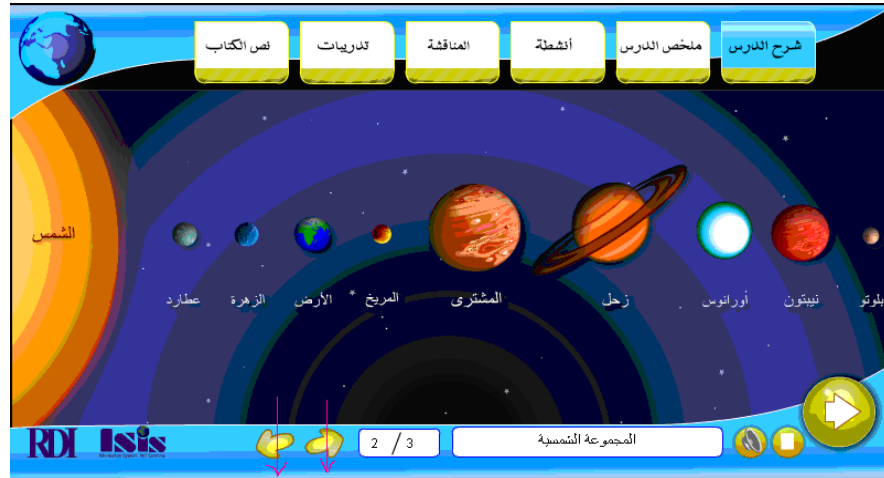 شرح الدرس
ملخص الدرس
أنشطة
المناقشة
تدريبات
نص الكتاب
الشمس
عطارد
الزهرة
الأرض
المريخ
المشترى
زحل
أورانوس
نيبتون
بلوتو
RDI
Isis
2 / 3
المجموعة الشمسية